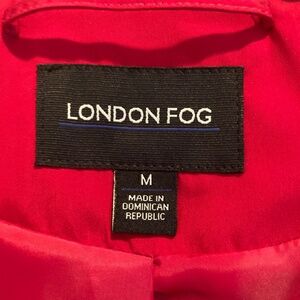 LONDON FOG
M
MADE IN
DOMINICAN
REPUBLIC